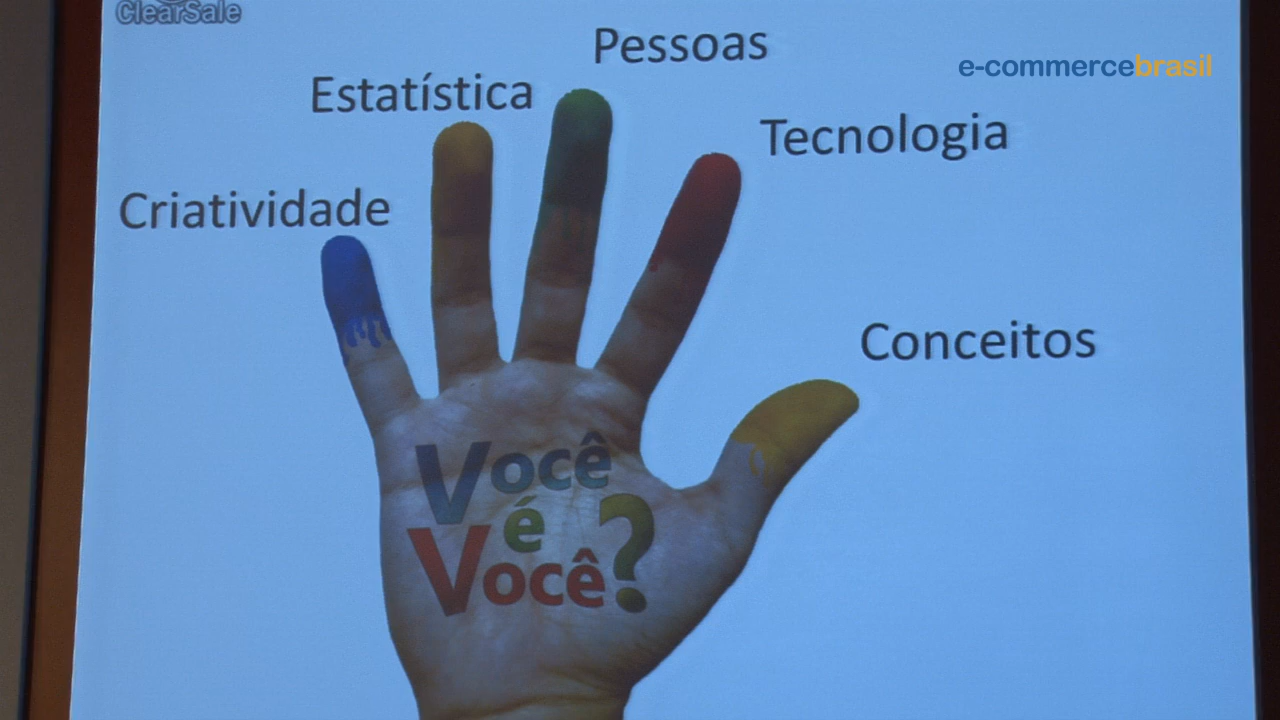 ClearSale
Pessoas
e-commercebrasil
Estatística
Tecnologia
Criatividade
Conceitos
Você
é
Você?